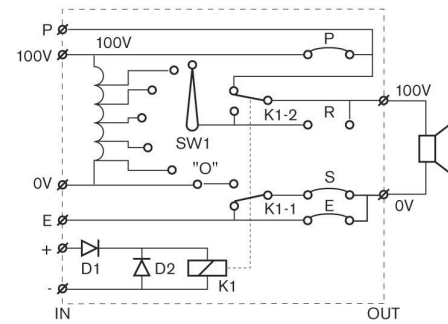 P
100V
100V
P
100V
K1-2
R
SW1
"O"
0V
S
K1-1
E
E
0V
+
D1
D2
K1
-
IN
OUT